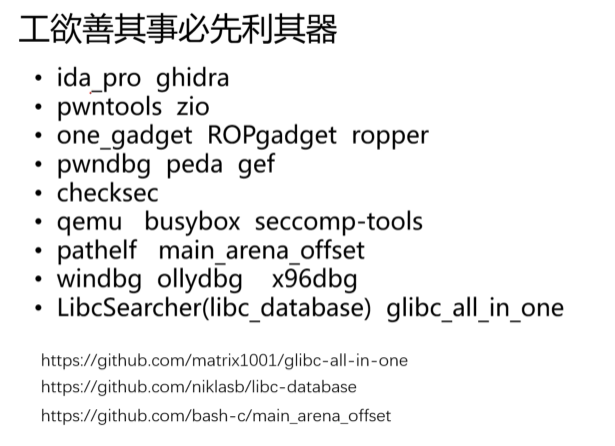 工欲善其事必先利其器
• ida_pro ghidra
• pwntools zio
• one_gadget ROPgadget ropper
• pwndbg peda gef
• checksec
• qemu busybox seccomp-tools
• pathelf main_arena_offset
• windbg ollydbg x96dbg
• LibcSearcher(libc_database) glibc_all_in_one
https://github.com/matrix1001/glibc-all-in-one
https://github.com/niklasb/libc-database
https://github.com/bash-c/main_arena_offset